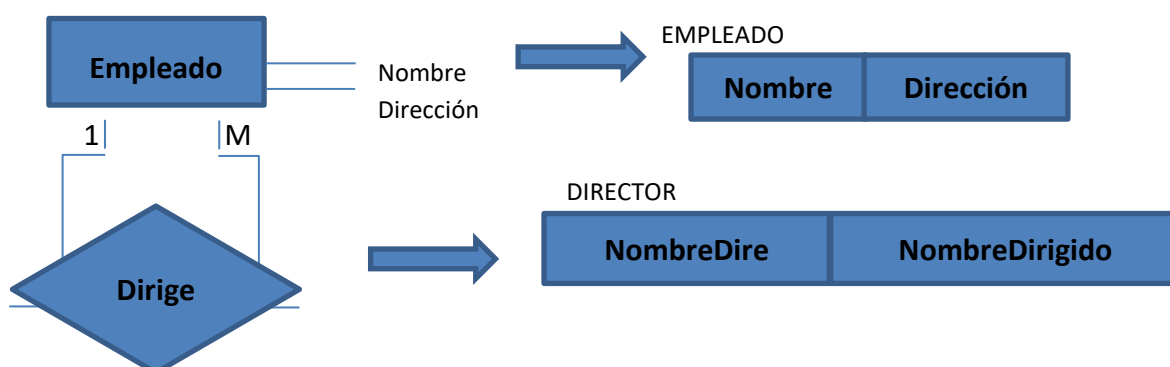 Empleado
Nombre
Dirección
1
M
Dirige
EMPLEADO
Nombre
Dirección
DIRECTOR
NombreDire
NombreDirigido